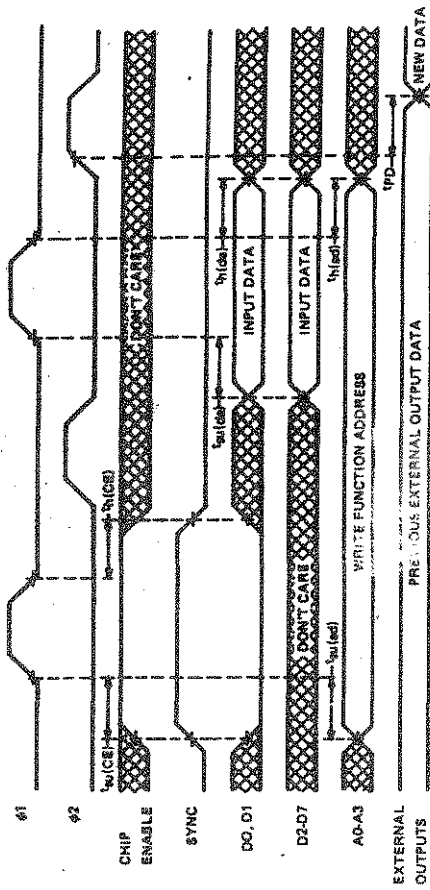 φ1
φ2
CHIP
ENABLE
SYNC
D0, D1
D2-D7
A0-A3
EXTERNAL
OUTPUTS
tsu(CE)
th(CE)
DON'T CARE
tsu(da)
th(da)
INPUT DATA
DON'T CARE
INPUT DATA
tsu(ad)
th(ad)
WRITE FUNCTION ADDRESS
tPD
PREVIOUS EXTERNAL OUTPUT DATA
NEW DATA